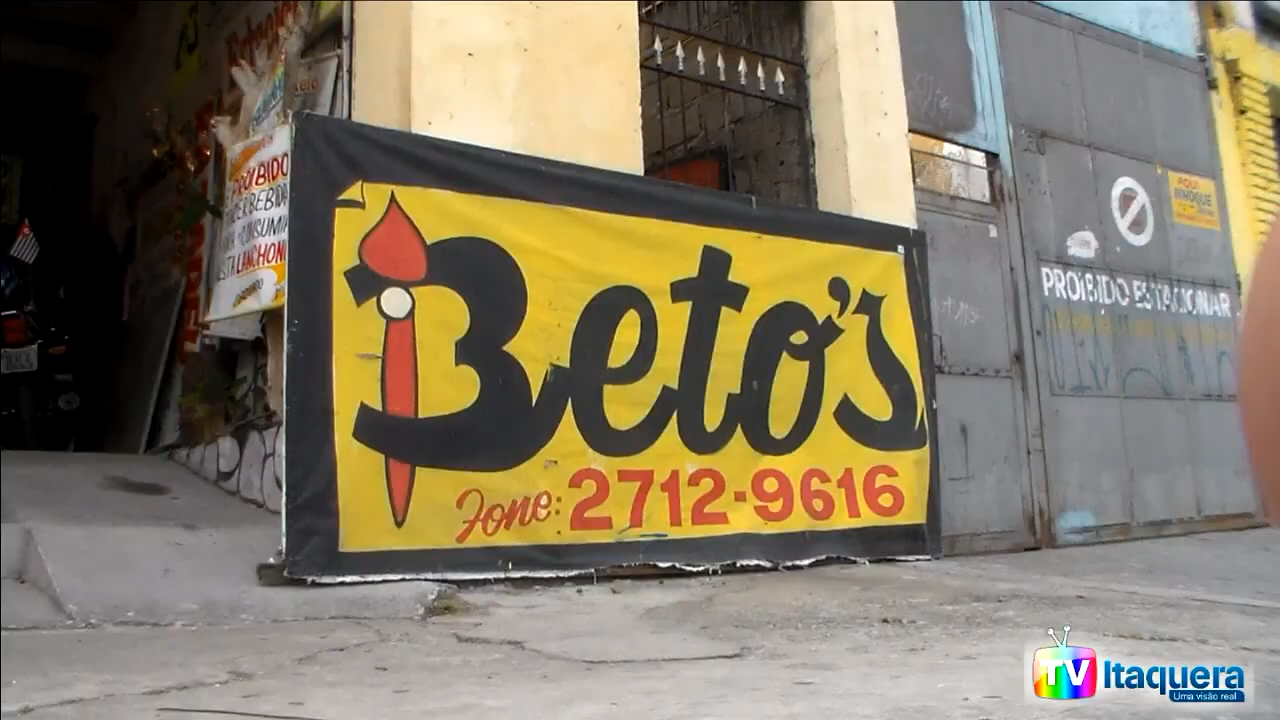 Beto's
Fone: 2712-9616
PROIBIDO
CONSUMIR
ESTA LANCHON
PROIBIDO ESTACIONAR
TV Itaquera
Uma visão real